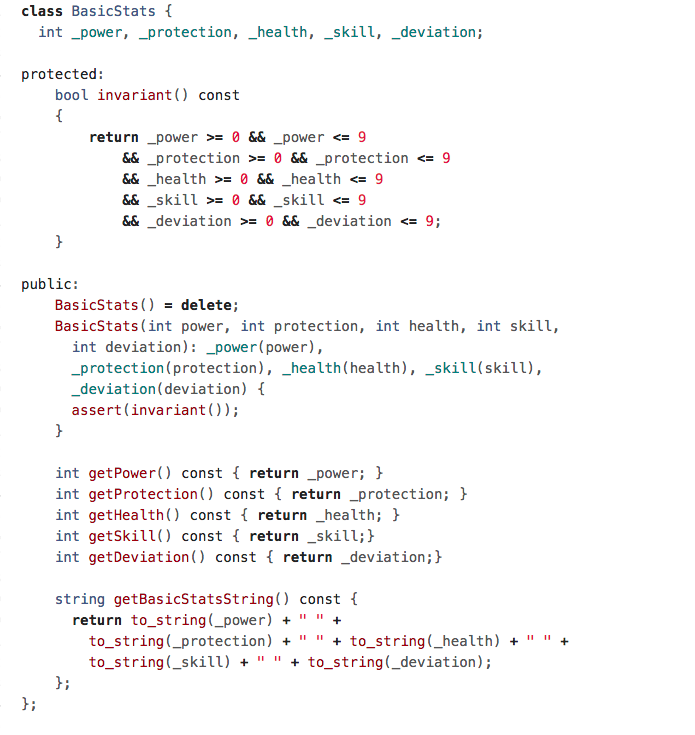 class BasicStats {
  int _power, _protection, _health, _skill, _deviation;

protected:
    bool invariant() const
    {
        return _power >= 0 && _power <= 9
            && _protection >= 0 && _protection <= 9
            && _health >= 0 && _health <= 9
            && _skill >= 0 && _skill <= 9
            && _deviation >= 0 && _deviation <= 9;
    }

public:
    BasicStats() = delete;
    BasicStats(int power, int protection, int health, int skill,
      int deviation): _power(power),
      _protection(protection), _health(health), _skill(skill),
      _deviation(deviation) {
      assert(invariant());
    }

    int getPower() const { return _power; }
    int getProtection() const { return _protection; }
    int getHealth() const { return _health; }
    int getSkill() const { return _skill;}
    int getDeviation() const { return _deviation;}

    string getBasicStatsString() const {
      return to_string(_power) + " " +
        to_string(_protection) + " " + to_string(_health) + " " +
        to_string(_skill) + " " + to_string(_deviation);
    };
};